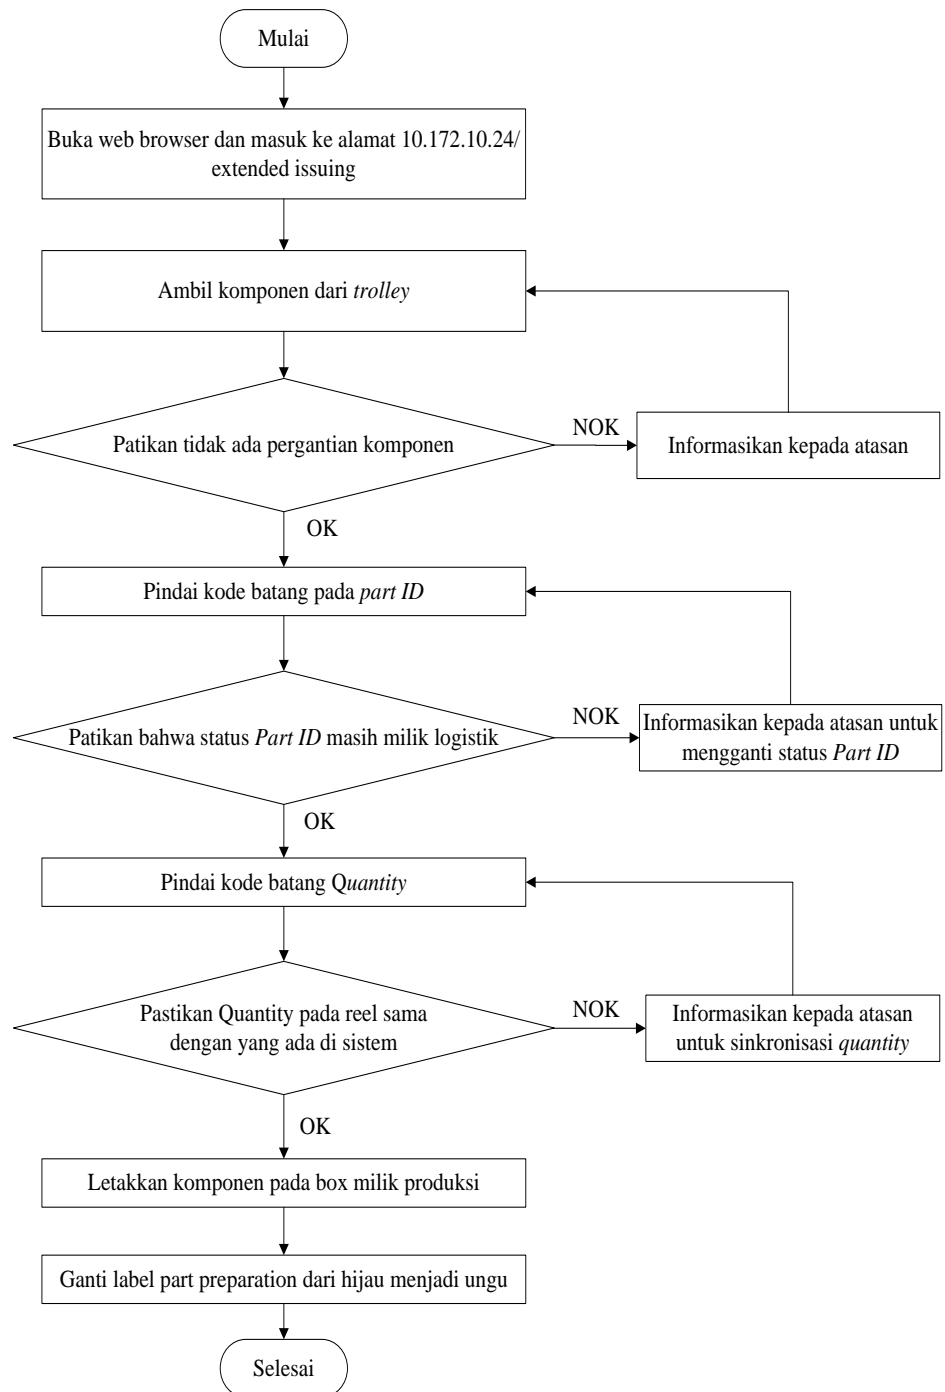 Mulai
Buka web browser dan masuk ke alamat 10.172.10.24/
extended issuing
Ambil komponen dari trolley
Patikan tidak ada pergantian komponen
NOK
Informasikan kepada atasan
OK
Pindai kode batang pada part ID
Patikan bahwa status Part ID masih milik logistik
NOK
Informasikan kepada atasan untuk
mengganti status Part ID
OK
Pindai kode batang Quantity
Pastikan Quantity pada reel sama
dengan yang ada di sistem
NOK
Informasikan kepada atasan
untuk sinkronisasi quantity
OK
Letakkan komponen pada box milik produksi
Ganti label part preparation dari hijau menjadi ungu
Selesai